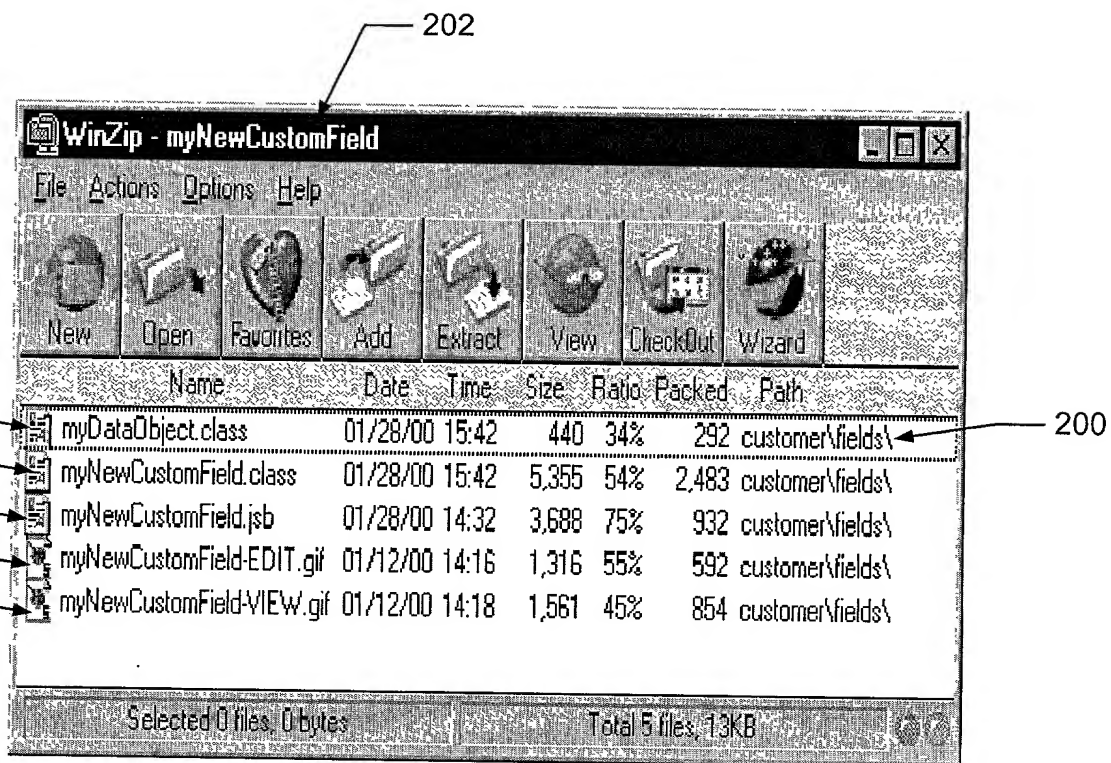 202
WinZip - myNewCustomField
File Actions Options Help
New Open Favorites Add Extract View CheckOut Wizard
Name Date Time Size Ratio Packed Path
myDataObject.class 01/28/00 15:42 440 34% 292 customer\fields\
200
myNewCustomField.class 01/28/00 15:42 5,355 54% 2,483 customer\fields\
myNewCustomField.jsb 01/28/00 14:32 3,688 75% 932 customer\fields\
myNewCustomField-EDIT.gif 01/12/00 14:16 1,316 55% 592 customer\fields\
myNewCustomField-VIEW.gif 01/12/00 14:18 1,561 45% 854 customer\fields\
Selected 0 files, 0 bytes Total 5 files, 13KB